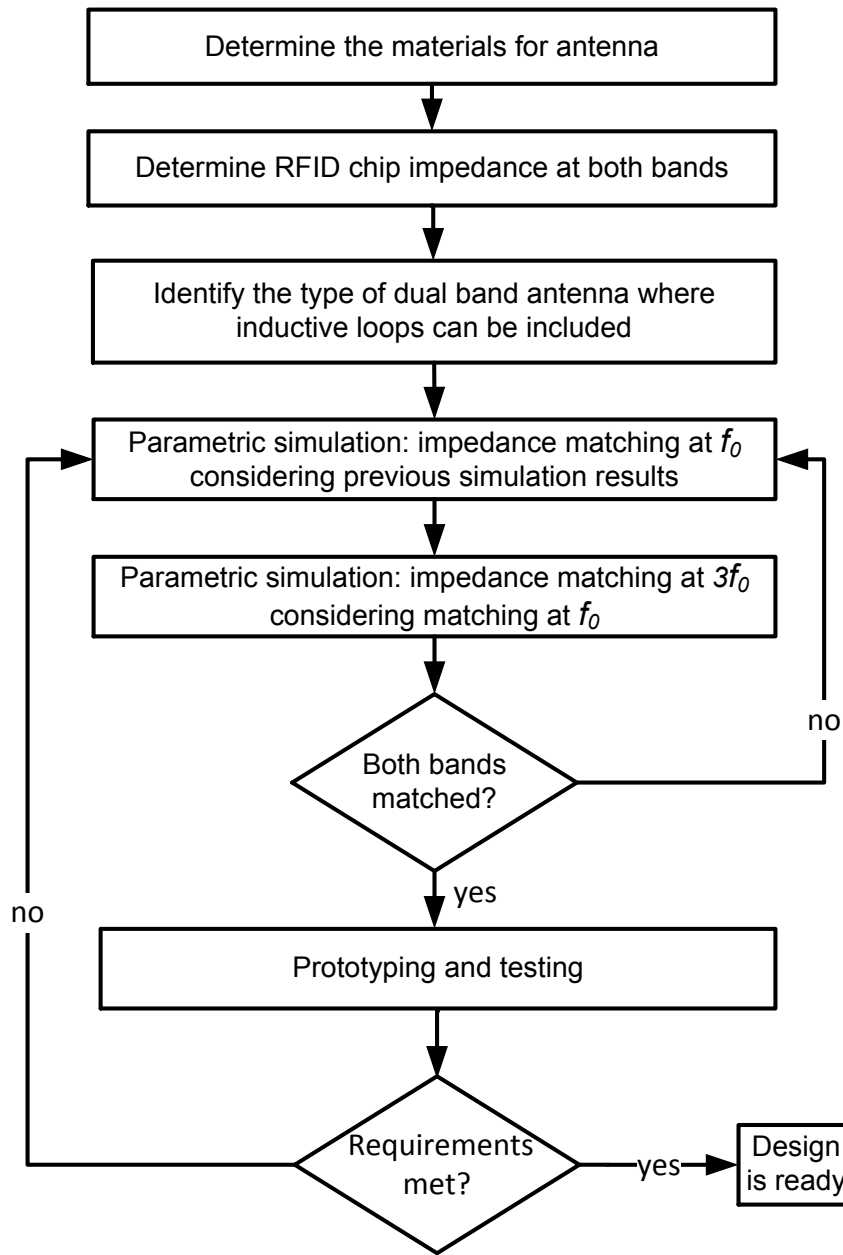 Determine the materials for antenna
Determine RFID chip impedance at both bands
Identify the type of dual band antenna where
inductive loops can be included
Parametric simulation: impedance matching at f₀
considering previous simulation results
Parametric simulation: impedance matching at 3f₀
considering matching at f₀
Both bands
matched?
no
yes
no
Prototyping and testing
Requirements
met?
yes
Design
is ready